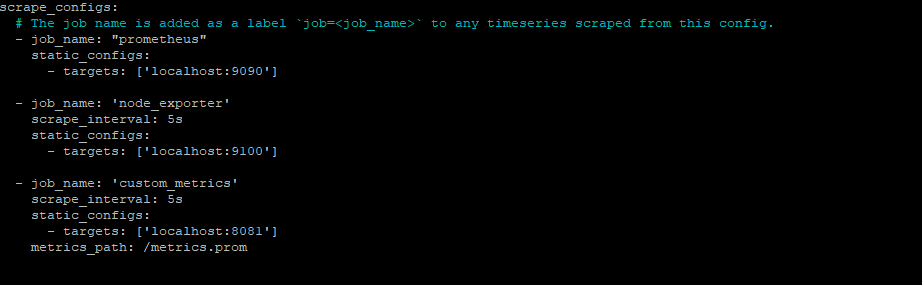 scrape_configs:
  # The job name is added as a label `job=<job_name>` to any timeseries scraped from this config.
  - job_name: "prometheus"
    static_configs:
      - targets: ['localhost:9090']

  - job_name: 'node_exporter'
    scrape_interval: 5s
    static_configs:
      - targets: ['localhost:9100']

  - job_name: 'custom_metrics'
    scrape_interval: 5s
    static_configs:
      - targets: ['localhost:8081']
    metrics_path: /metrics.prom